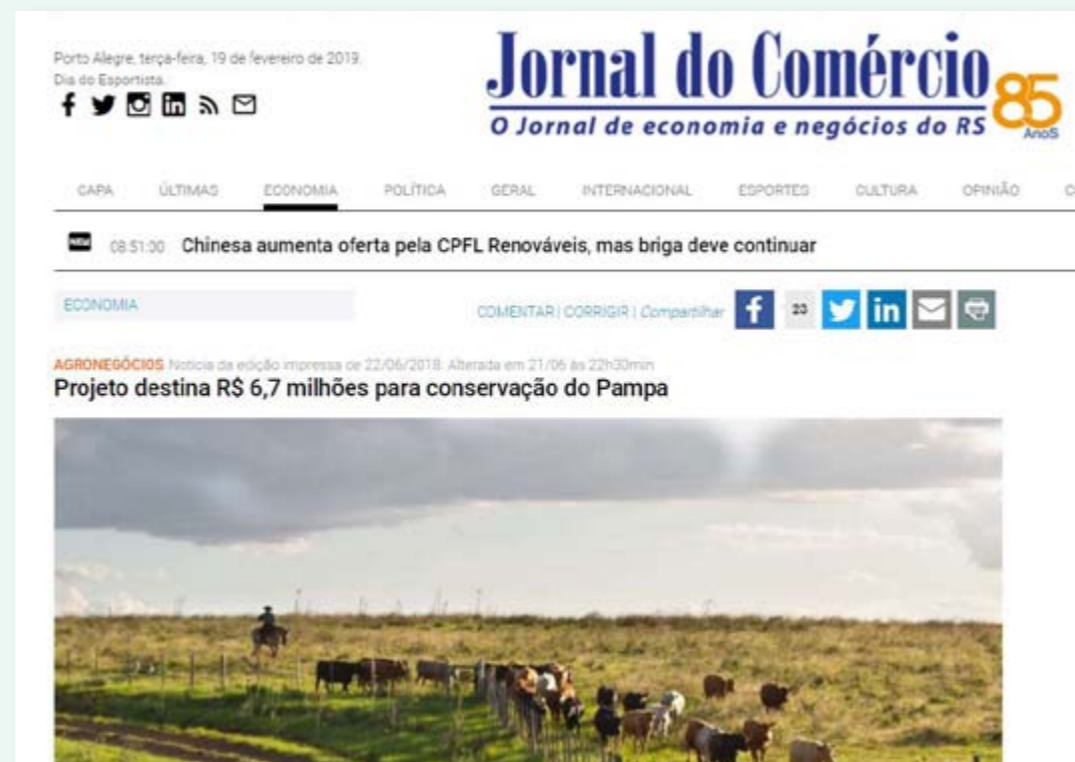 Porto Alegre, terça-feira, 19 de fevereiro de 2019.
Dia do Esportista.
Jornal do Comércio
O Jornal de economia e negócios do RS
85
AnoS
CAPA ÚLTIMAS ECONOMIA POLÍTICA GERAL INTERNACIONAL ESPORTES CULTURA OPINIÃO
08:51:00 Chinesa aumenta oferta pela CPFL Renováveis, mas briga deve continuar
ECONOMIA
COMENTAR | CORRIGIR | Compartilhar 23
AGRONEGÓCIOS Notícia da edição impressa de 22/06/2018. Alterada em 21/06 às 22h30min
Projeto destina R$ 6,7 milhões para conservação do Pampa